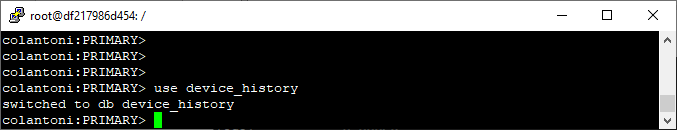 root@df217986d454: /
colantoni:PRIMARY>
colantoni:PRIMARY>
colantoni:PRIMARY>
colantoni:PRIMARY> use device_history
switched to db device_history
colantoni:PRIMARY>